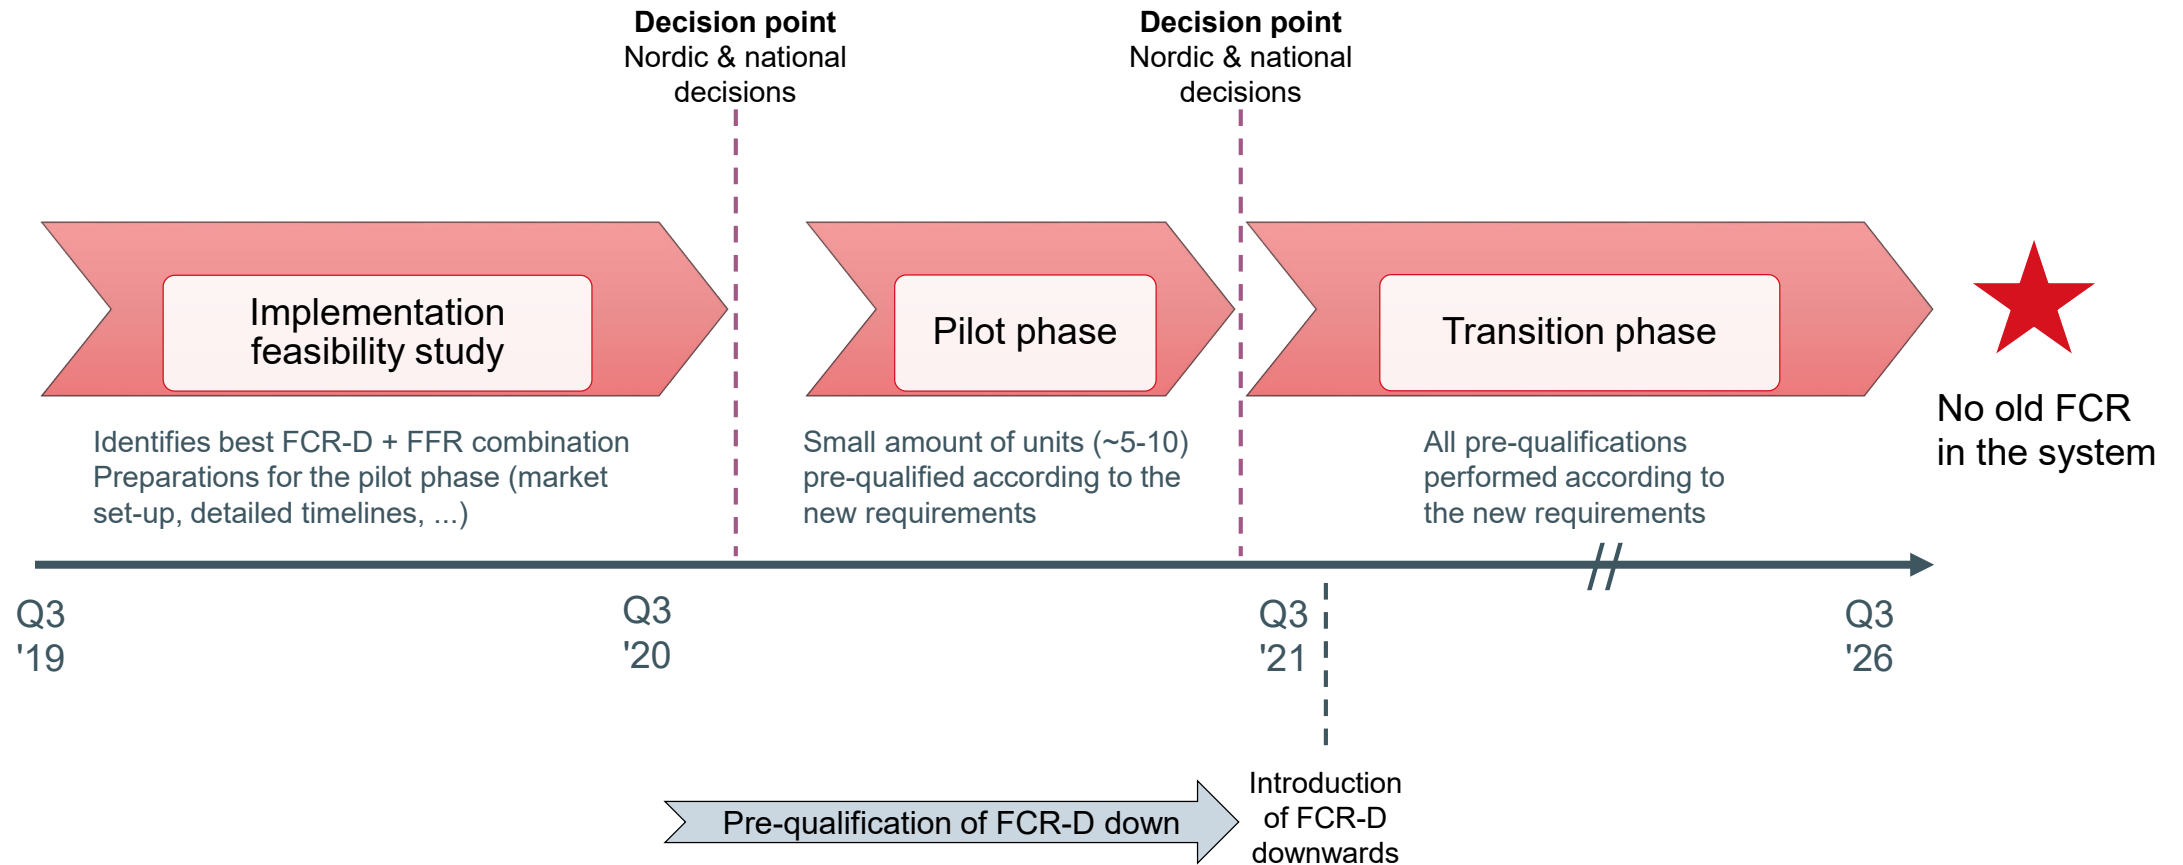 Decision point
Nordic & national
decisions
Decision point
Nordic & national
decisions
Implementation
feasibility study
Pilot phase
Transition phase
No old FCR
in the system
Identifies best FCR-D + FFR combination
Preparations for the pilot phase (market
set-up, detailed timelines, ...)
Small amount of units (~5-10)
pre-qualified according to the
new requirements
All pre-qualifications
performed according to
the new requirements
Q3
'19
Q3
'20
Q3
'21
Q3
'26
Pre-qualification of FCR-D down
Introduction
of FCR-D
downwards